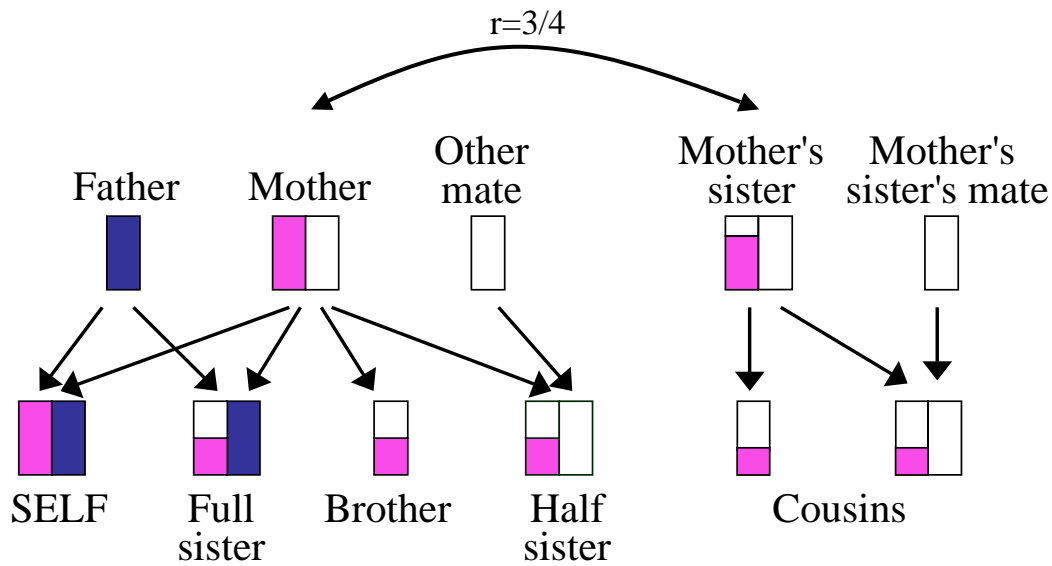 r=3/4
Father
Mother
Other
mate
Mother's
sister
Mother's
sister's mate
SELF
Full
sister
Brother
Half
sister
Cousins